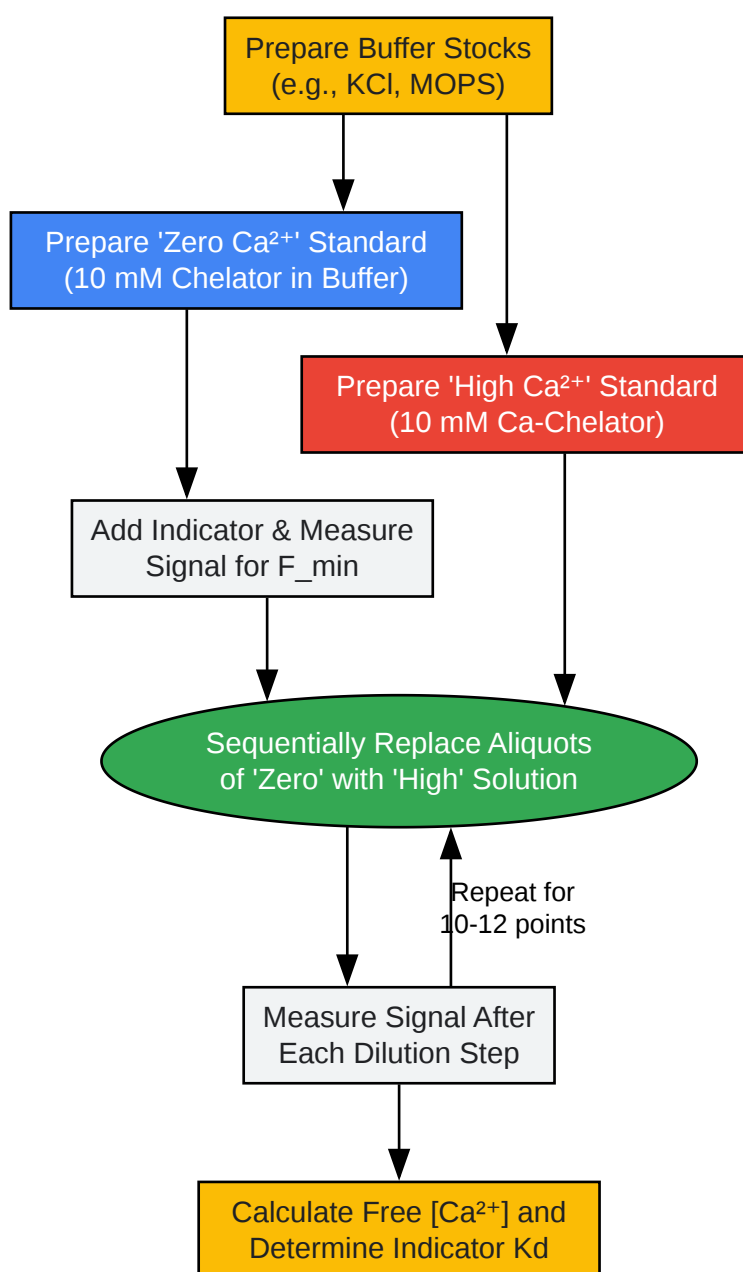 Prepare Buffer Stocks
(e.g., KCl, MOPS)
Prepare 'Zero Ca²⁺' Standard
(10 mM Chelator in Buffer)
Prepare 'High Ca²⁺' Standard
(10 mM Ca-Chelator)
Add Indicator & Measure
Signal for F_min
Sequentially Replace Aliquots
of 'Zero' with 'High' Solution
Repeat for
10-12 points
Measure Signal After
Each Dilution Step
Calculate Free [Ca²⁺] and
Determine Indicator Kd